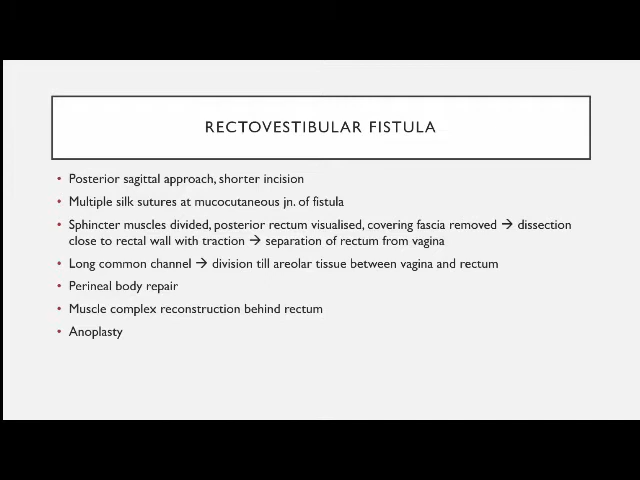 RECTOVESTIBULAR FISTULA
• Posterior sagittal approach, shorter incision
• Multiple silk sutures at mucocutaneous jn. of fistula
• Sphincter muscles divided, posterior rectum visualised, covering fascia removed → dissection
close to rectal wall with traction → separation of rectum from vagina
• Long common channel → division till areolar tissue between vagina and rectum
• Perineal body repair
• Muscle complex reconstruction behind rectum
• Anoplasty